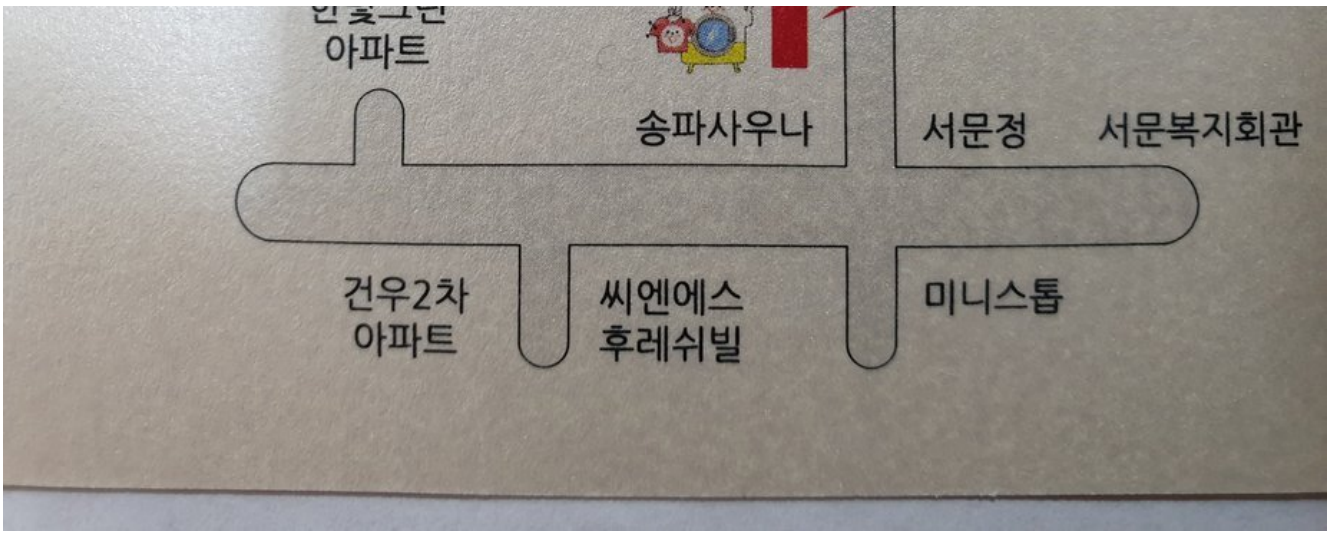 아파트
송파사우나
서문정
서문복지회관
건우2차
아파트
씨엔에스
후레쉬빌
미니스톱